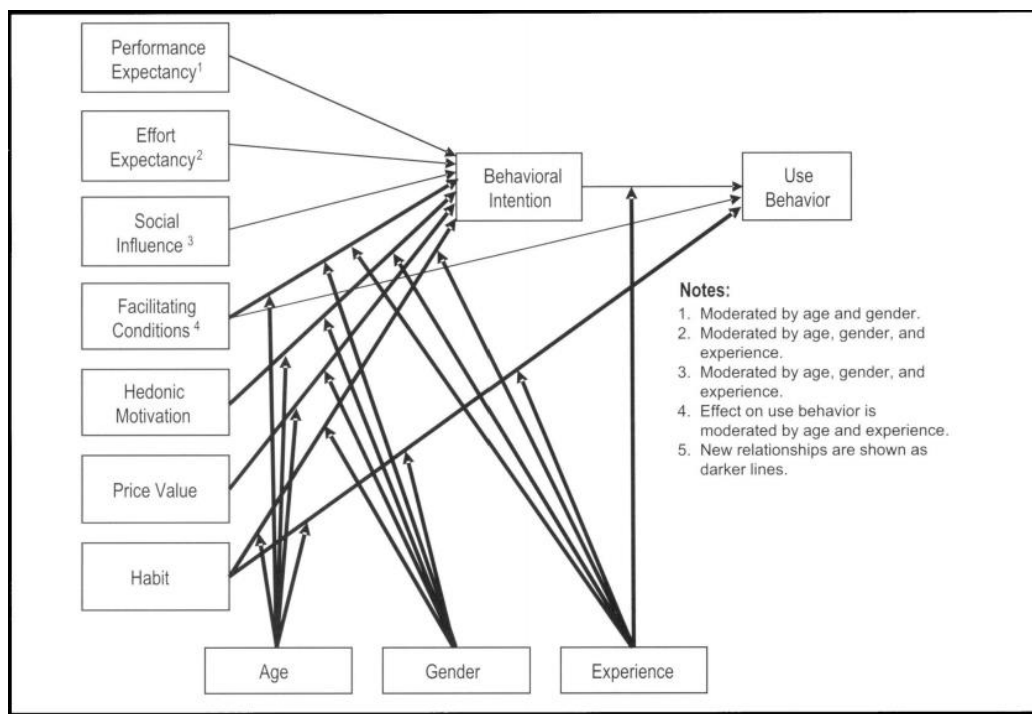 Performance
Expectancy1
Effort
Expectancy2
Social
Influence 3
Facilitating
Conditions 4
Hedonic
Motivation
Price Value
Habit
Behavioral
Intention
Use
Behavior
Notes:
1. Moderated by age and gender.
2. Moderated by age, gender, and
experience.
3. Moderated by age, gender, and
experience.
4. Effect on use behavior is
moderated by age and experience.
5. New relationships are shown as
darker lines.
Age
Gender
Experience